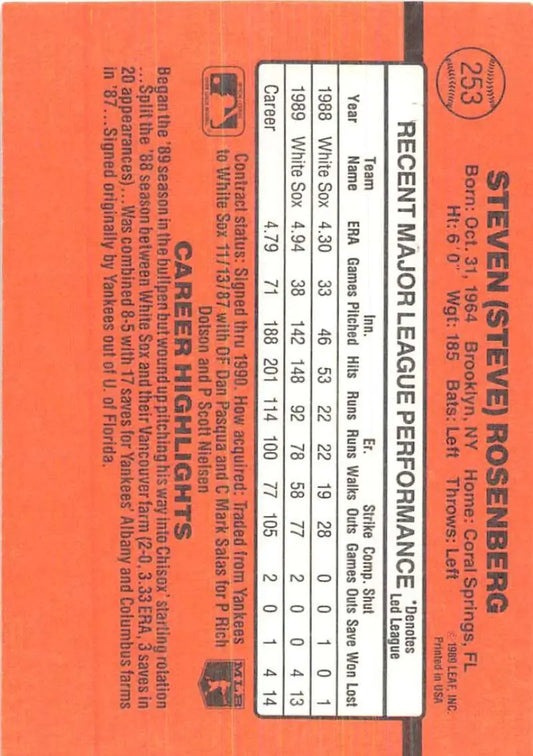 253
STEVEN (STEVE) ROSENBERG
Born: Oct. 31, 1964 Brooklyn, NY Home: Coral Springs, FL
Ht: 6' 0" Wgt: 185 Bats: Left Throws: Left
© 1989 LEAF, INC.
Printed in USA
RECENT MAJOR LEAGUE PERFORMANCE *Denotes
Led League
Team Inn. Er. Strike Comp. Shut
Year Name ERA Games Pitched Hits Runs Runs Walks Outs Games Outs Save Won Lost
1988 White Sox 4.30 33 46 53 22 22 19 28 0 0 1 0 1
1989 White Sox 4.94 38 142 148 92 78 58 77 2 0 0 4 13
Career 4.79 71 188 201 114 100 77 105 2 0 1 4 14
Contract status: Signed thru 1990. How acquired: Traded from Yankees
to White Sox 11/13/87 with OF Dan Pasqua and C Mark Salas for P Rich
Dotson and P Scott Nielsen
MLB
CAREER HIGHLIGHTS
Began the '89 season in the bullpen but wound up pitching his way into Chisox' starting rotation
...Split the '88 season between White Sox and their Vancouver farm (2-0, 3.33 ERA, 3 saves in
20 appearances)...Was combined 8-5 with 17 saves for Yankees' Albany and Columbus farms
in '87...Signed originally by Yankees out of U. of Florida.